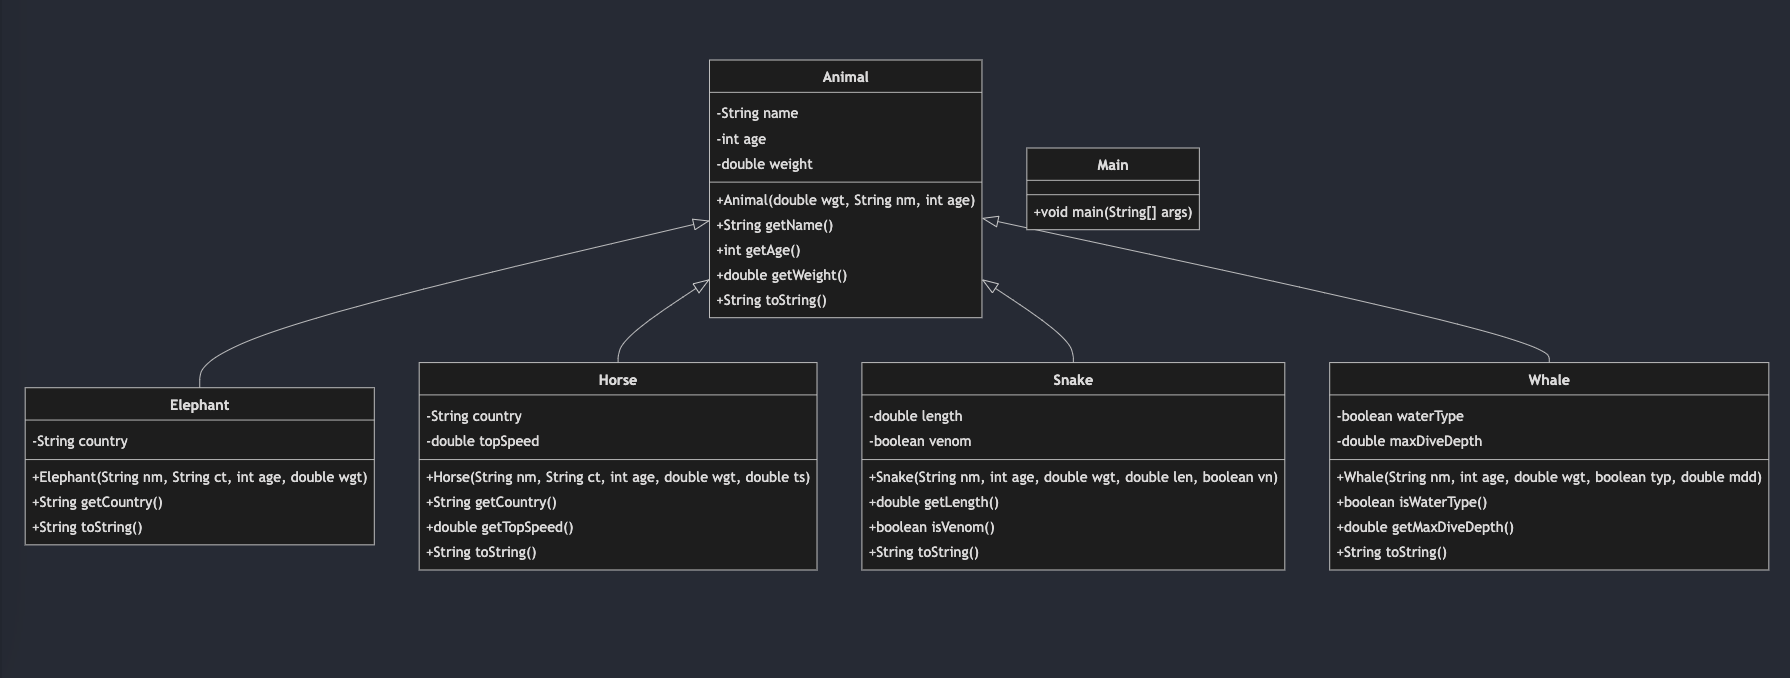 Animal
-String name
-int age
-double weight
+Animal(double wgt, String nm, int age)
+String getName()
+int getAge()
+double getWeight()
+String toString()
Main
+void main(String[] args)
Elephant
-String country
+Elephant(String nm, String ct, int age, double wgt)
+String getCountry()
+String toString()
Horse
-String country
-double topSpeed
+Horse(String nm, String ct, int age, double wgt, double ts)
+String getCountry()
+double getTopSpeed()
+String toString()
Snake
-double length
-boolean venom
+Snake(String nm, int age, double wgt, double len, boolean vn)
+double getLength()
+boolean isVenom()
+String toString()
Whale
-boolean waterType
-double maxDiveDepth
+Whale(String nm, int age, double wgt, boolean typ, double mdd)
+boolean isWaterType()
+double getMaxDiveDepth()
+String toString()